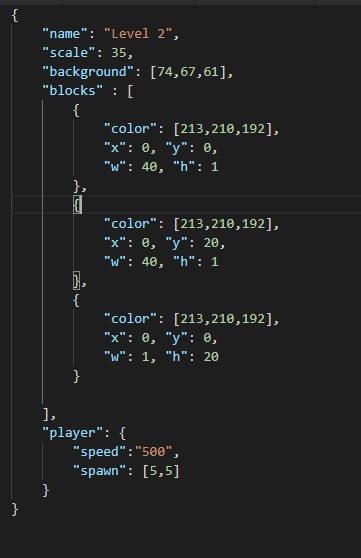 {
    "name": "Level 2",
    "scale": 35,
    "background": [74,67,61],
    "blocks" : [
        {
            "color": [213,210,192],
            "x": 0, "y": 0,
            "w": 40, "h": 1
        },
        {
            "color": [213,210,192],
            "x": 0, "y": 20,
            "w": 40, "h": 1
        },
        {
            "color": [213,210,192],
            "x": 0, "y": 0,
            "w": 1, "h": 20
        }

    ],
    "player": {
        "speed":"500",
        "spawn": [5,5]
    }
}